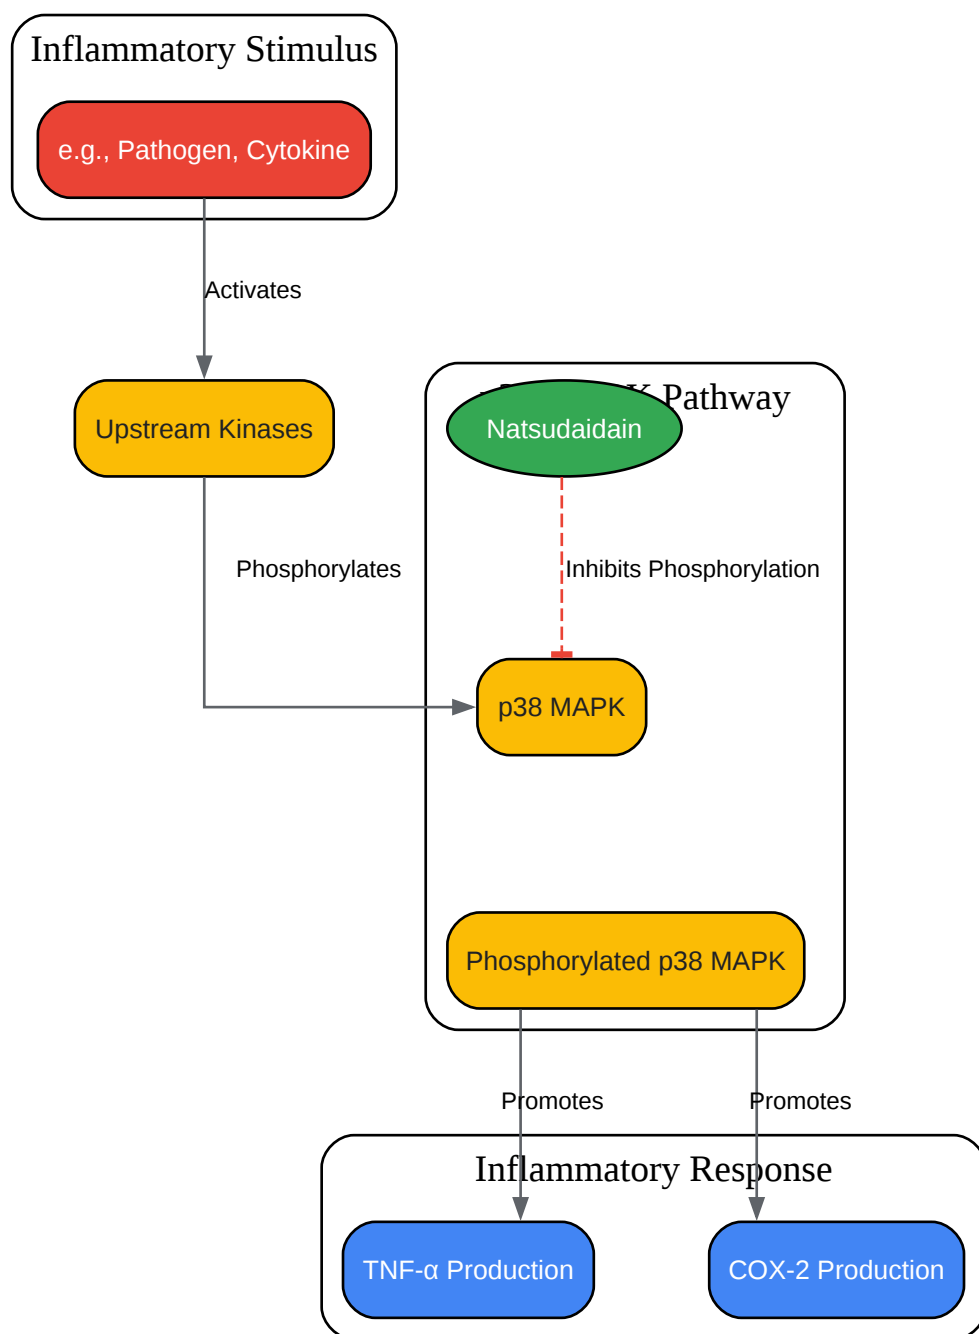 Inflammatory Stimulus
e.g., Pathogen, Cytokine
Activates
Upstream Kinases
Pathway
Natsudaidain
Phosphorylates
Inhibits Phosphorylation
p38 MAPK
Phosphorylated p38 MAPK
Promotes
Promotes
Inflammatory Response
TNF-α Production
COX-2 Production